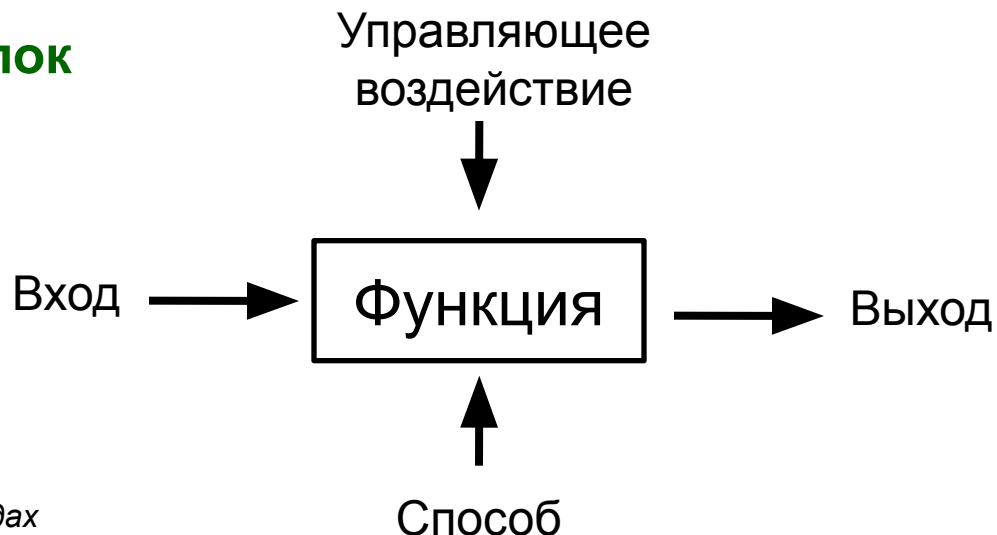 лок
Управляющее
воздействие
Вход
Функция
Выход
Способ
дах